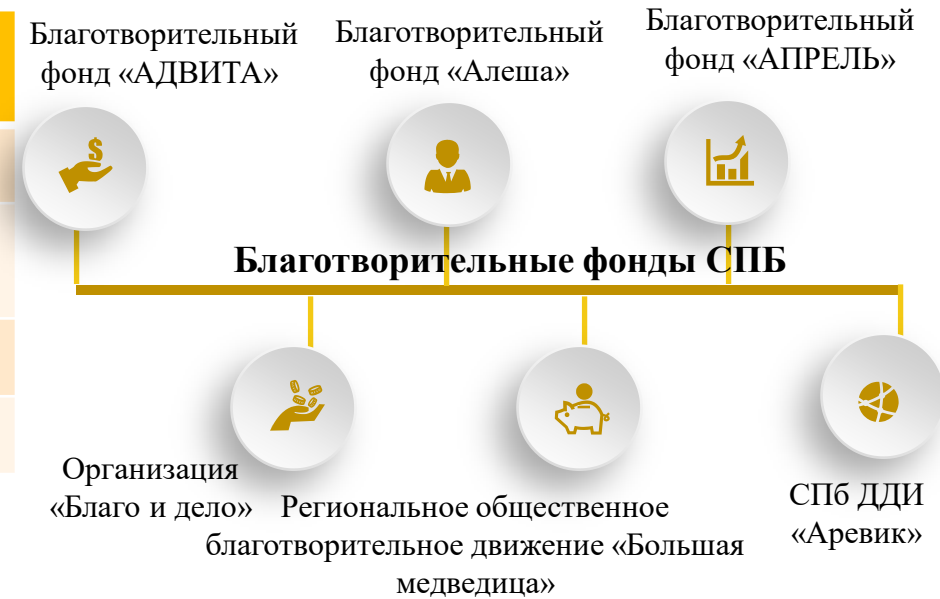 Благотворительный
фонд «АДВИТА»
Благотворительный
фонд «Алеша»
Благотворительный
фонд «АПРЕЛЬ»
$
Благотворительные фонды СПБ
Организация
«Благо и дело»
Региональное общественное
благотворительное движение «Большая
медведица»
СПб ДДИ
«Аревик»